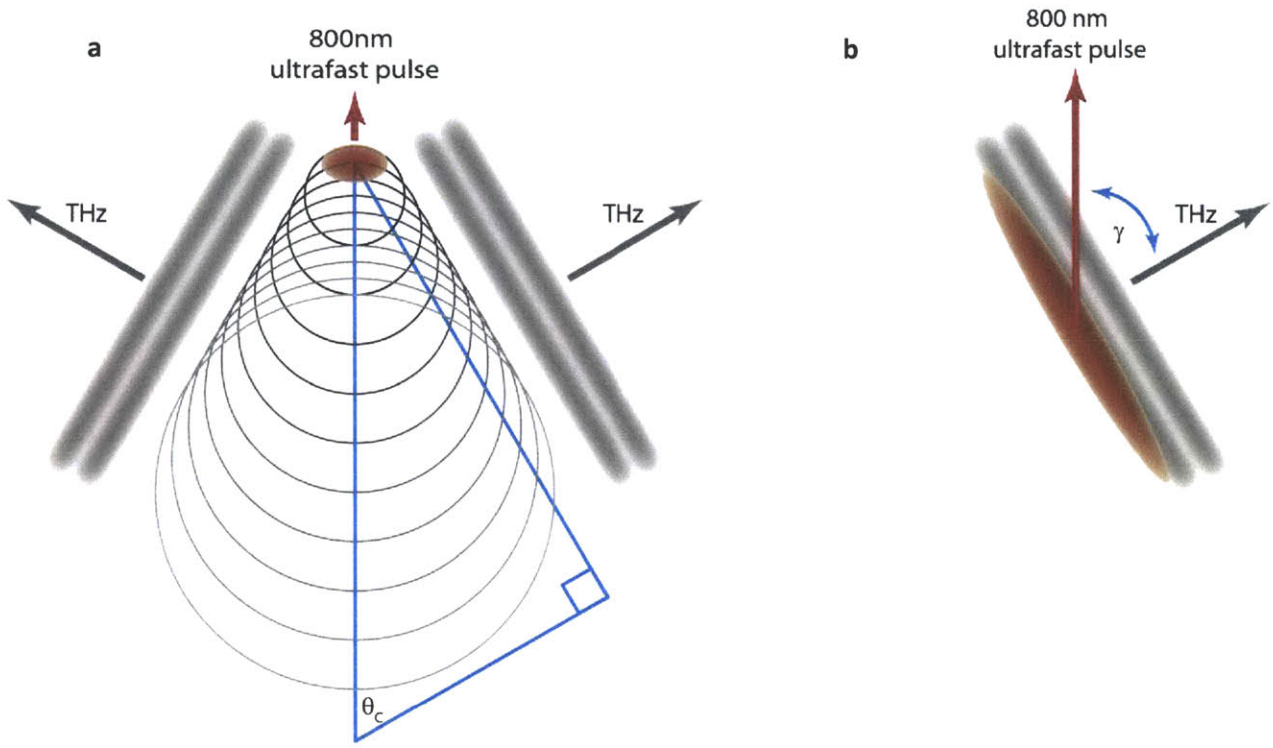 a
800nm
ultrafast pulse
THz
THz
θc
b
800 nm
ultrafast pulse
γ
THz